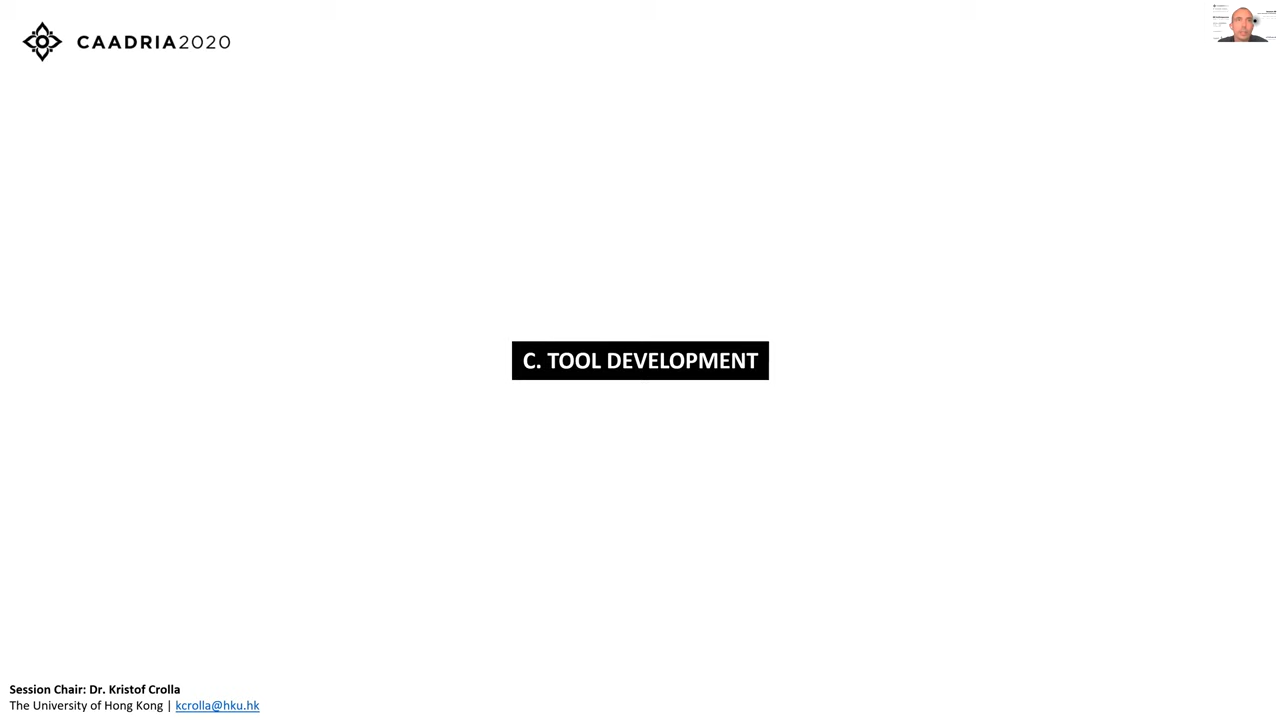 CAADRIA2020
C. TOOL DEVELOPMENT
Session Chair: Dr. Kristof Crolla
The University of Hong Kong | kcrolla@hku.hk